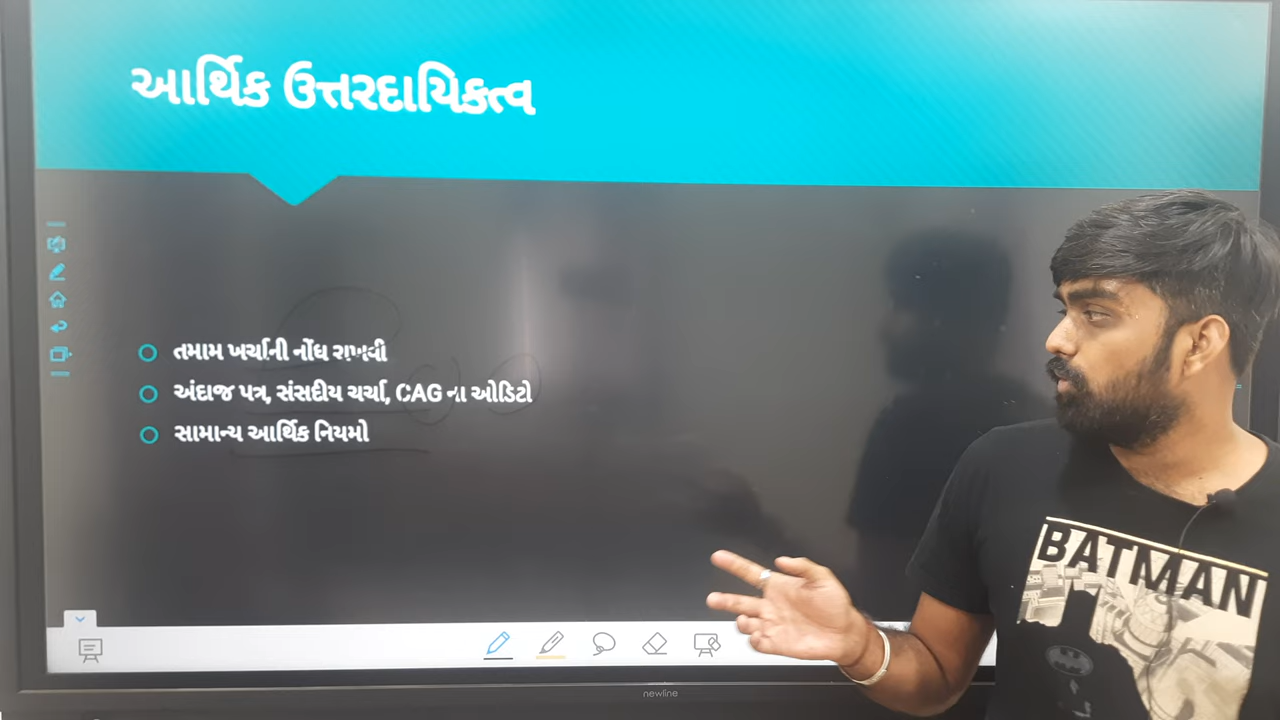 આર્થિક ઉત્તરદાયિકત્વ
તમામ ખર્ચાની નોંધ રાખવી
અંદાજ પત્ર, સંસદીય ચર્ચા, CAG ના ઓડિટો
સામાન્ય આર્થિક નિયમો
BATMAN
newline